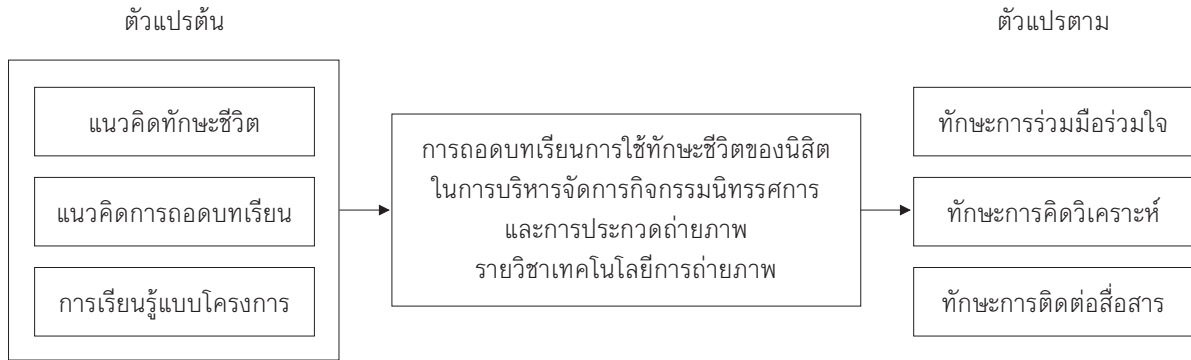 ตัวแปรต้น
ตัวแปรตาม
แนวคิดทักษะชีวิต
แนวคิดการถอดบทเรียน
การเรียนรู้แบบโครงการ
การถอดบทเรียนการใช้ทักษะชีวิตของนิสิต
ในการบริหารจัดการกิจกรรมนิทรรศการ
และการประกวดถ่ายภาพ
รายวิชาเทคโนโลยีการถ่ายภาพ
ทักษะการร่วมมือร่วมใจ
ทักษะการคิดวิเคราะห์
ทักษะการติดต่อสื่อสาร